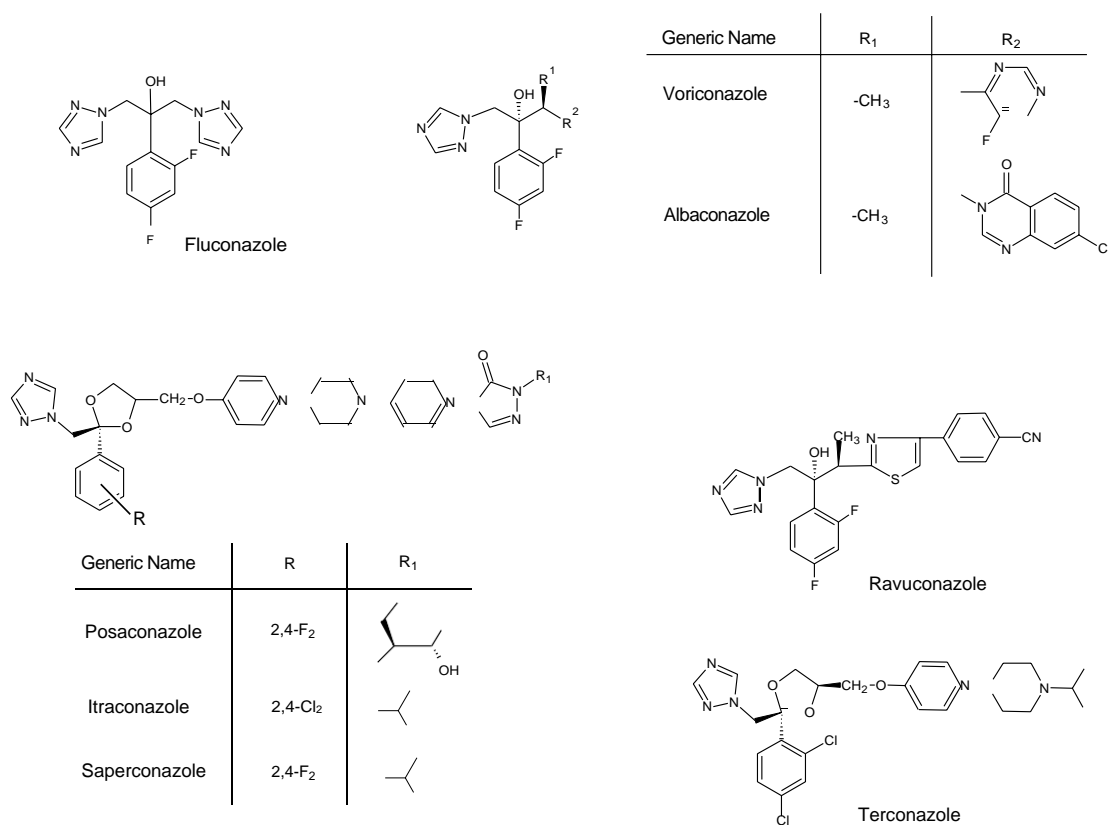 OH
N
N
N
N
N
N
F
F
Fluconazole
R1
OH
R2
N
N
N
F
F
Generic Name R1 R2
Voriconazole -CH3
N
N
F
Albaconazole -CH3
O
N
N
C
N
N
N
O
O
CH2-O
N
N
N
O
N
R1
N
R
Generic Name R R1
Posaconazole 2,4-F2
OH
Itraconazole 2,4-Cl2
Saperconazole 2,4-F2
CH3
OH
N
S
CN
N
N
N
F
F
Ravuconazole
N
N
N
O
O
CH2-O
N
N
Cl
Cl
Terconazole